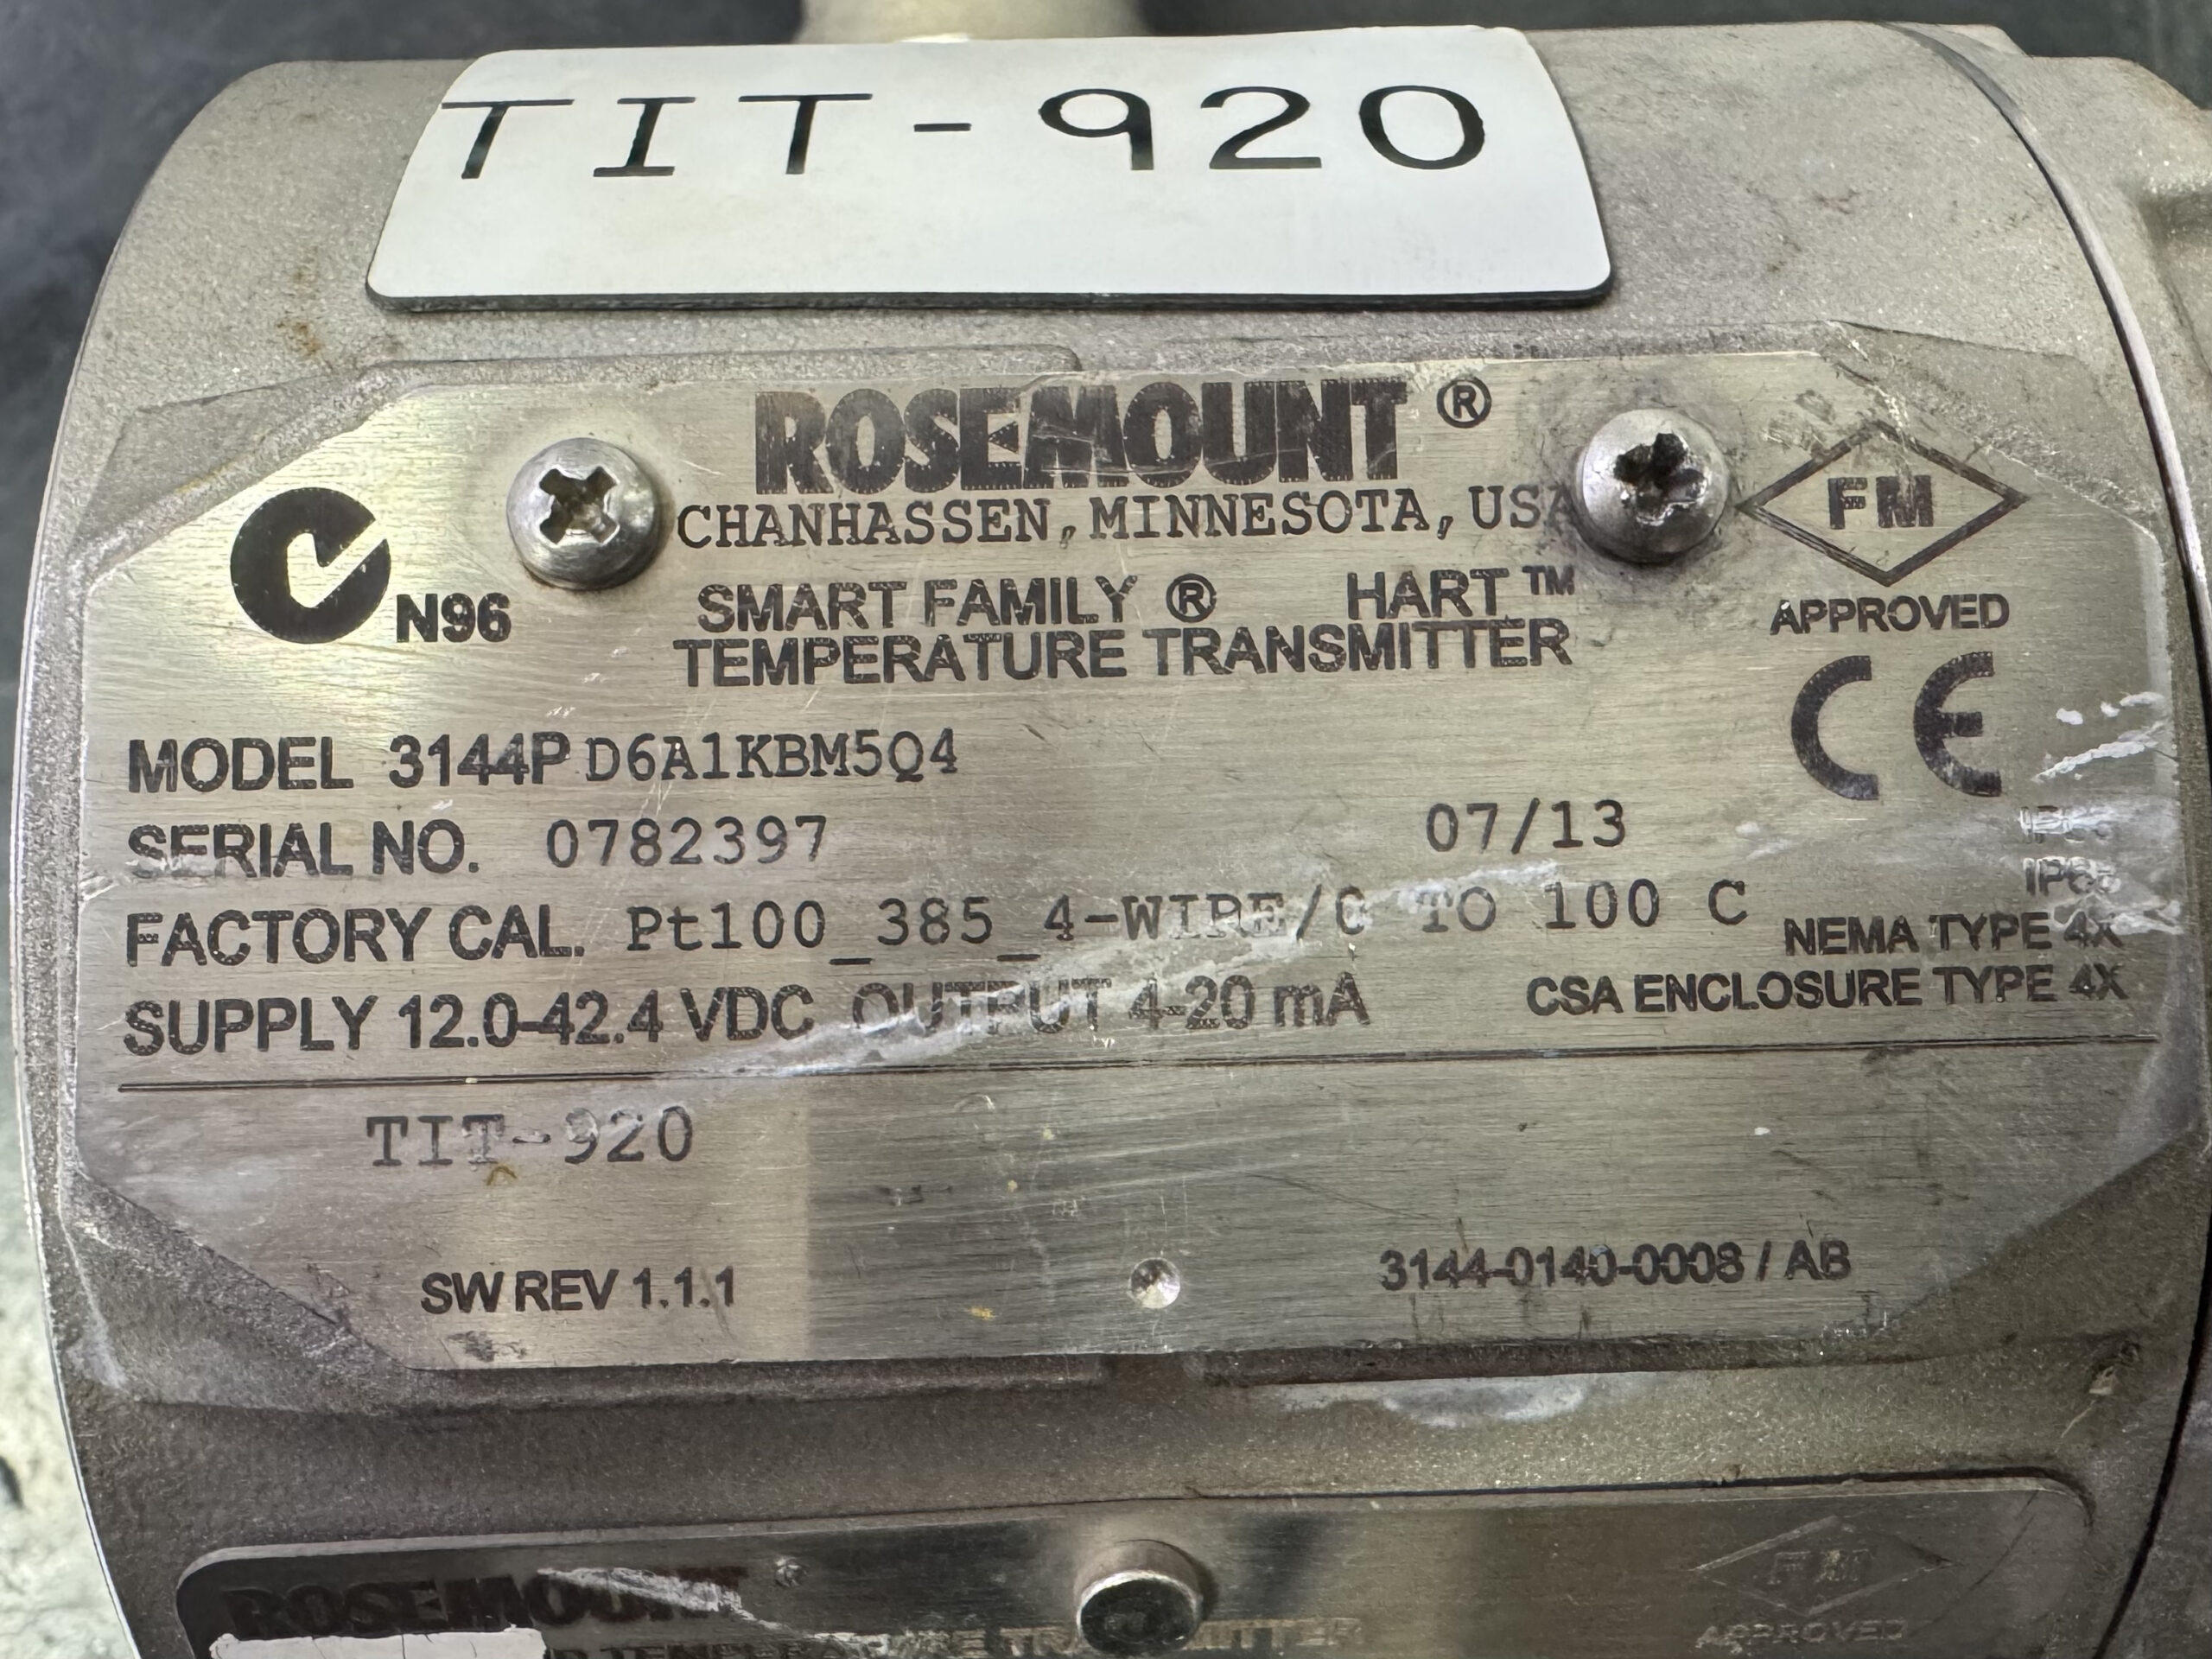 TIT-920
ROSEMOUNT ®
CHANHASSEN, MINNESOTA, USA
FM
APPROVED
N96
SMART FAMILY ® HART ™
TEMPERATURE TRANSMITTER
CE
MODEL 3144P D6A1KBM5Q4
SERIAL NO. 0782397 07/13
FACTORY CAL. Pt100_385_4-WIRE/0 TO 100 C
NEMA TYPE 4X
SUPPLY 12.0-42.4 VDC OUTPUT 4-20 mA
CSA ENCLOSURE TYPE 4X
TIT-920
SW REV 1.1.1
3144-0140-0008 / AB
ROSEMOUNT
FM
APPROVED